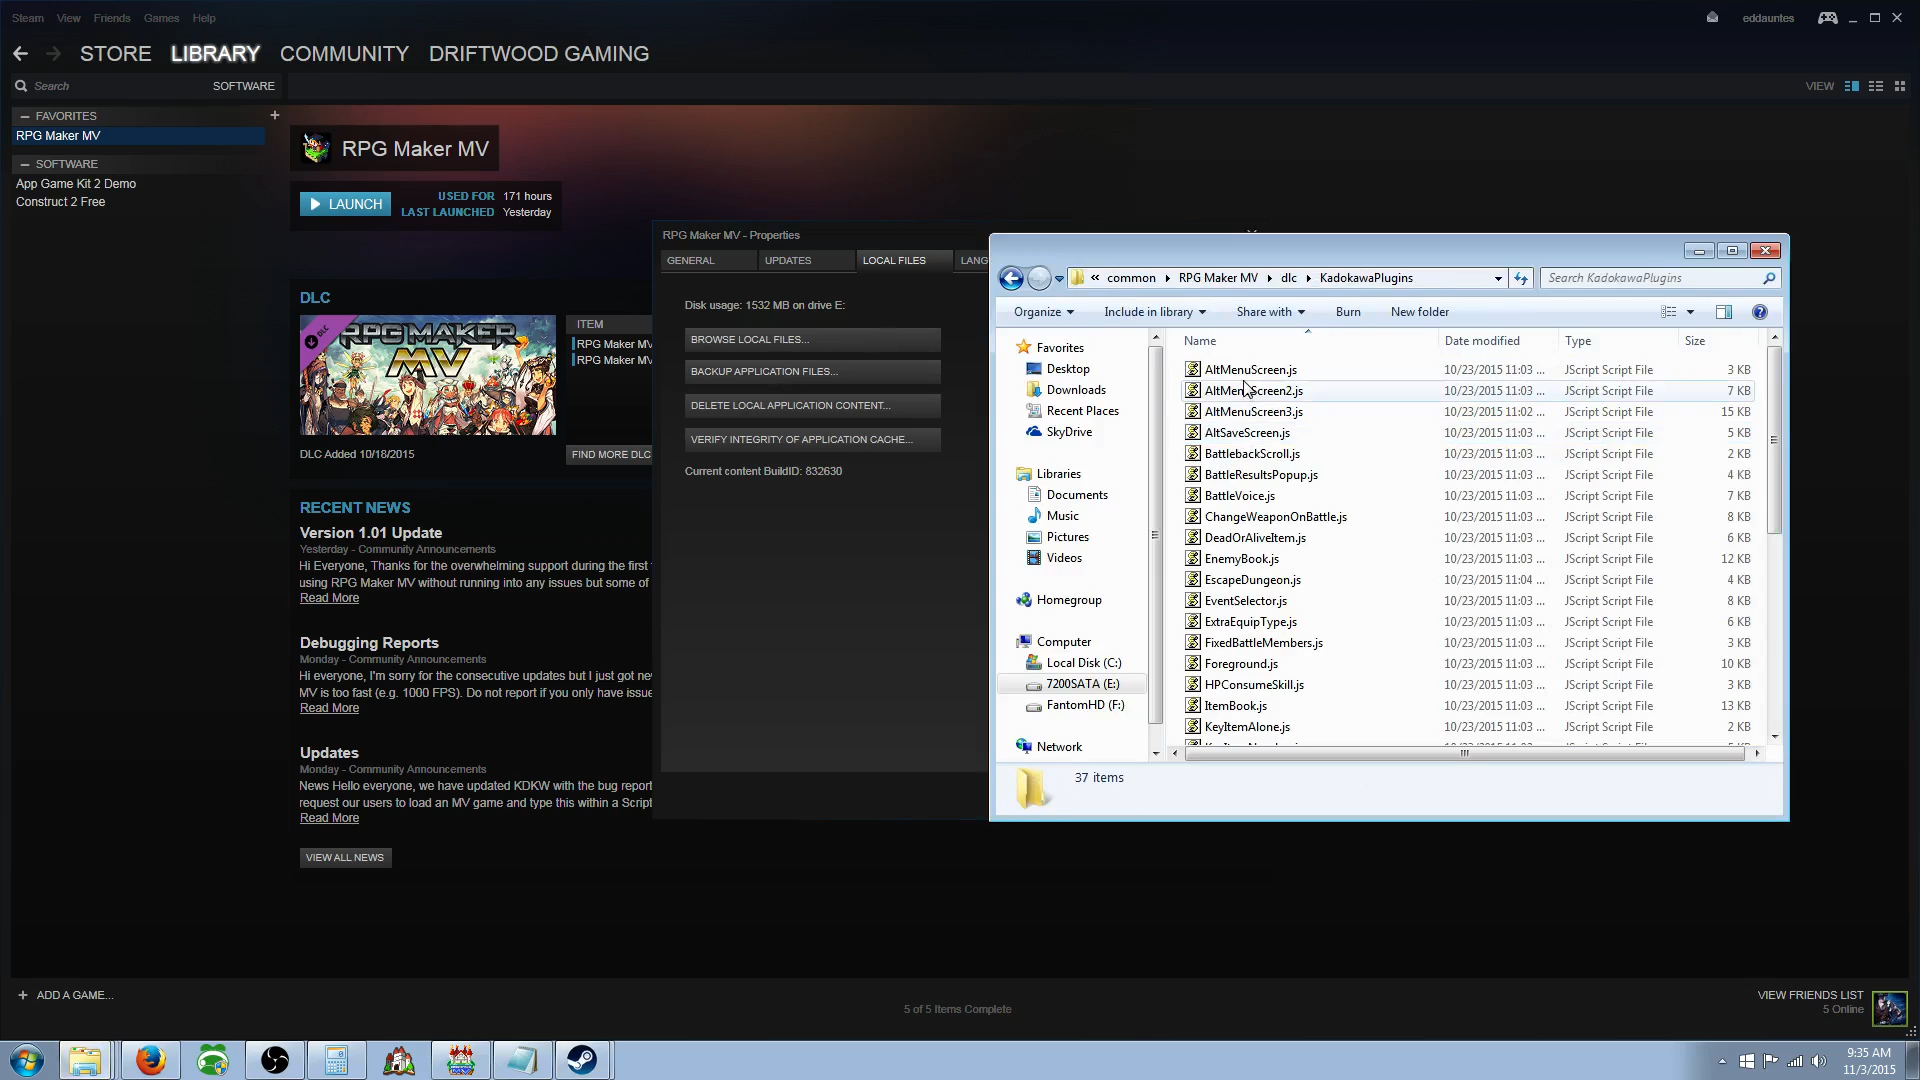 Steam View Friends Games Help
eddauntes
STORE LIBRARY COMMUNITY DRIFTWOOD GAMING
Search SOFTWARE
VIEW
— FAVORITES +
RPG Maker MV
— SOFTWARE
App Game Kit 2 Demo
Construct 2 Free
RPG Maker MV
LAUNCH
USED FOR 171 hours
LAST LAUNCHED Yesterday
DLC
DLC
RPG MAKER MV
ITEM
RPG Maker MV
RPG Maker MV
DLC Added 10/18/2015
FIND MORE DLC
RECENT NEWS
Version 1.01 Update
Yesterday - Community Announcements
Hi Everyone, Thanks for the overwhelming support during the first
using RPG Maker MV without running into any issues but some of
Read More
Debugging Reports
Monday - Community Announcements
Hi everyone, I'm sorry for the consecutive updates but I just got ne
MV is too fast (e.g. 1000 FPS). Do not report if you only have issue
Read More
Updates
Monday - Community Announcements
News Hello everyone, we have updated KDKW with the bug report
request our users to load an MV game and type this within a Script
Read More
VIEW ALL NEWS
RPG Maker MV - Properties
GENERAL UPDATES LOCAL FILES LANG
Disk usage: 1532 MB on drive E:
BROWSE LOCAL FILES...
BACKUP APPLICATION FILES...
DELETE LOCAL APPLICATION CONTENT...
VERIFY INTEGRITY OF APPLICATION CACHE...
Current content BuildID: 832630
« common RPG Maker MV dlc KadokawaPlugins
Search KadokawaPlugins
Organize Include in library Share with Burn New folder
Favorites
Desktop
Downloads
Recent Places
SkyDrive
Libraries
Documents
Music
Pictures
Videos
Homegroup
Computer
Local Disk (C:)
7200SATA (E:)
FantomHD (F:)
Network
Name Date modified Type Size
AltMenuScreen.js 10/23/2015 11:03 ... JScript Script File 3 KB
AltMenuScreen2.js 10/23/2015 11:03 ... JScript Script File 7 KB
AltMenuScreen3.js 10/23/2015 11:02 ... JScript Script File 15 KB
AltSaveScreen.js 10/23/2015 11:03 ... JScript Script File 5 KB
BattlebackScroll.js 10/23/2015 11:03 ... JScript Script File 2 KB
BattleResultsPopup.js 10/23/2015 11:03 ... JScript Script File 4 KB
BattleVoice.js 10/23/2015 11:03 ... JScript Script File 7 KB
ChangeWeaponOnBattle.js 10/23/2015 11:03 ... JScript Script File 8 KB
DeadOrAliveItem.js 10/23/2015 11:03 ... JScript Script File 6 KB
EnemyBook.js 10/23/2015 11:03 ... JScript Script File 12 KB
EscapeDungeon.js 10/23/2015 11:04 ... JScript Script File 4 KB
EventSelector.js 10/23/2015 11:03 ... JScript Script File 8 KB
ExtraEquipType.js 10/23/2015 11:03 ... JScript Script File 6 KB
FixedBattleMembers.js 10/23/2015 11:03 ... JScript Script File 3 KB
Foreground.js 10/23/2015 11:03 ... JScript Script File 10 KB
HPConsumeSkill.js 10/23/2015 11:03 ... JScript Script File 3 KB
ItemBook.js 10/23/2015 11:03 ... JScript Script File 13 KB
KeyItemAlone.js 10/23/2015 11:03 ... JScript Script File 2 KB
37 items
+ ADD A GAME...
5 of 5 Items Complete
VIEW FRIENDS LIST
5 Online
9:35 AM
11/3/2015